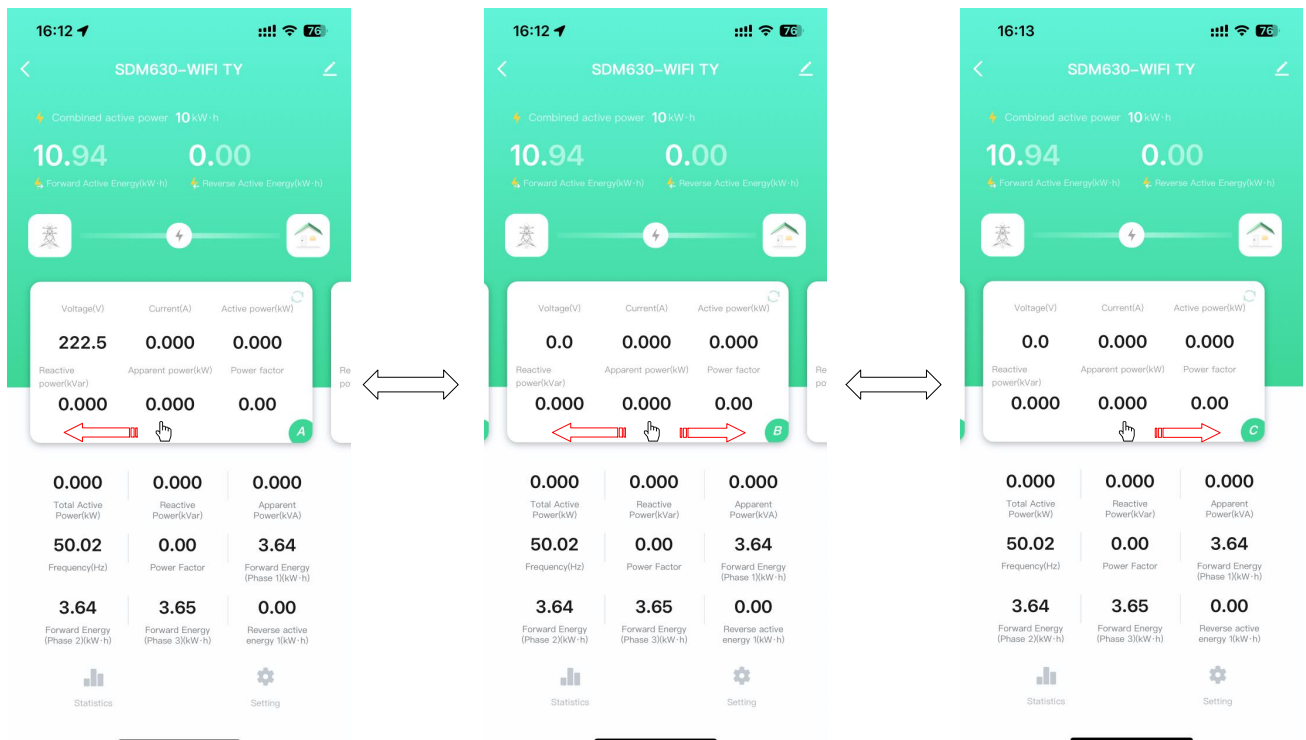 16:12
76
SDM630-WIFI TY
Combined active power 10 kW·h
10.94
0.00
Forward Active Energy(kW·h)
Reverse Active Energy(kW·h)
Voltage(V)
Current(A)
Active power(kW)
222.5
0.000
0.000
Reactive
power(kVar)
Apparent power(kW)
Power factor
0.000
0.000
0.00
A
Re
po
0.000
0.000
0.000
Total Active
Power(kW)
Reactive
Power(kVar)
Apparent
Power(kVA)
50.02
0.00
3.64
Frequency(Hz)
Power Factor
Forward Energy
(Phase 1)(kW·h)
3.64
3.65
0.00
Forward Energy
(Phase 2)(kW·h)
Forward Energy
(Phase 3)(kW·h)
Reverse active
energy 1(kW·h)
Statistics
Setting
16:12
76
SDM630-WIFI TY
Combined active power 10 kW·h
10.94
0.00
Forward Active Energy(kW·h)
Reverse Active Energy(kW·h)
Voltage(V)
Current(A)
Active power(kW)
0.0
0.000
0.000
Reactive
power(kVar)
Apparent power(kW)
Power factor
0.000
0.000
0.00
B
Re
po
0.000
0.000
0.000
Total Active
Power(kW)
Reactive
Power(kVar)
Apparent
Power(kVA)
50.02
0.00
3.64
Frequency(Hz)
Power Factor
Forward Energy
(Phase 1)(kW·h)
3.64
3.65
0.00
Forward Energy
(Phase 2)(kW·h)
Forward Energy
(Phase 3)(kW·h)
Reverse active
energy 1(kW·h)
Statistics
Setting
16:13
76
SDM630-WIFI TY
Combined active power 10 kW·h
10.94
0.00
Forward Active Energy(kW·h)
Reverse Active Energy(kW·h)
Voltage(V)
Current(A)
Active power(kW)
0.0
0.000
0.000
Reactive
power(kVar)
Apparent power(kW)
Power factor
0.000
0.000
0.00
C
0.000
0.000
0.000
Total Active
Power(kW)
Reactive
Power(kVar)
Apparent
Power(kVA)
50.02
0.00
3.64
Frequency(Hz)
Power Factor
Forward Energy
(Phase 1)(kW·h)
3.64
3.65
0.00
Forward Energy
(Phase 2)(kW·h)
Forward Energy
(Phase 3)(kW·h)
Reverse active
energy 1(kW·h)
Statistics
Setting